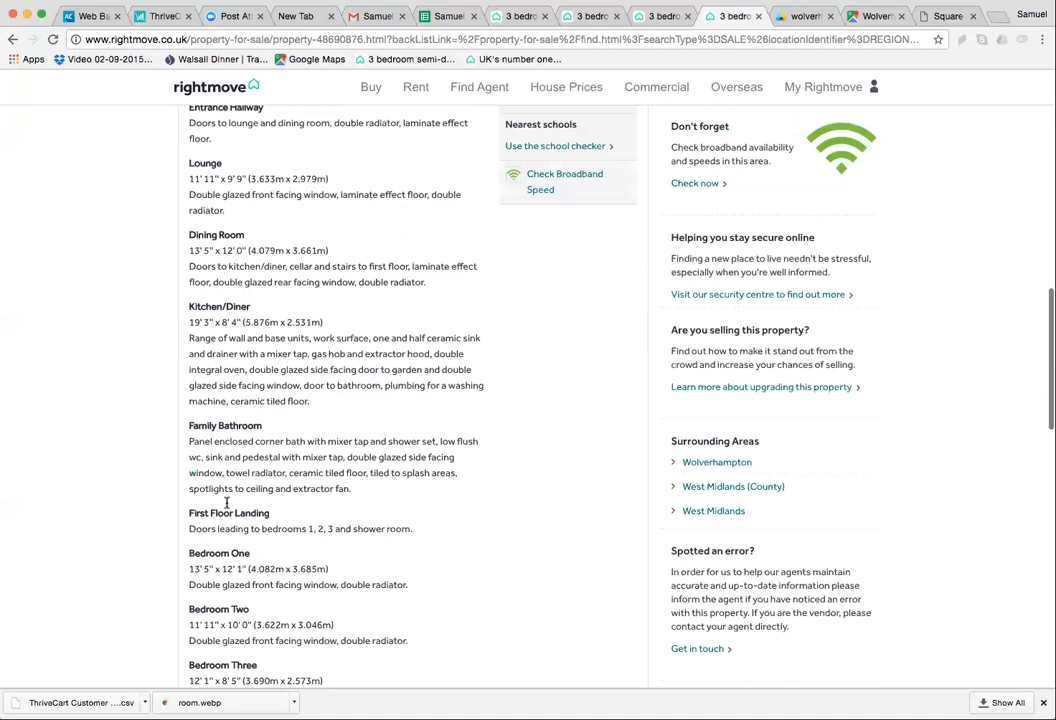 Web Ba
ThriveC
Post At
New Tab
Samuel
Samuel
3 bedro
3 bedro
3 bedro
3 bedro
wolverh
Wolverh
Square
Samuel
www.rightmove.co.uk/property-for-sale/property-48690876.html?backListLink=%2Fproperty-for-sale%2Ffind.html%3FsearchType%3DSALE%26locationIdentifier%3DREGION...
Apps Video 02-09-2015... Walsall Dinner | Tra... Google Maps 3 bedroom semi-d... UK's number one...
rightmove Buy Rent Find Agent House Prices Commercial Overseas My Rightmove
Entrance Hallway
Doors to lounge and dining room, double radiator, laminate effect
floor.
Lounge
11' 11" x 9' 9" (3.633m x 2.979m)
Double glazed front facing window, laminate effect floor, double
radiator.
Dining Room
13' 5" x 12' 0" (4.079m x 3.661m)
Doors to kitchen/diner, cellar and stairs to first floor, laminate effect
floor, double glazed rear facing window, double radiator.
Kitchen/Diner
19' 3" x 8' 4" (5.876m x 2.531m)
Range of wall and base units, work surface, one and half ceramic sink
and drainer with a mixer tap, gas hob and extractor hood, double
integral oven, double glazed side facing door to garden and double
glazed side facing window, door to bathroom, plumbing for a washing
machine, ceramic tiled floor.
Family Bathroom
Panel enclosed corner bath with mixer tap and shower set, low flush
wc, sink and pedestal with mixer tap, double glazed side facing
window, towel radiator, ceramic tiled floor, tiled to splash areas,
spotlights to ceiling and extractor fan.
First Floor Landing
Doors leading to bedrooms 1, 2, 3 and shower room.
Bedroom One
13' 5" x 12' 1" (4.082m x 3.685m)
Double glazed front facing window, double radiator.
Bedroom Two
11' 11" x 10' 0" (3.622m x 3.046m)
Double glazed front facing window, double radiator.
Bedroom Three
12' 1" x 8' 5" (3.690m x 2.573m)
Nearest schools
Use the school checker
Check Broadband
Speed
Don't forget
Check broadband availability
and speeds in this area.
Check now
Helping you stay secure online
Finding a new place to live needn't be stressful,
especially when you're well informed.
Visit our security centre to find out more
Are you selling this property?
Find out how to make it stand out from the
crowd and increase your chances of selling.
Learn more about upgrading this property
Surrounding Areas
Wolverhampton
West Midlands (County)
West Midlands
Spotted an error?
In order for us to help our agents maintain
accurate and up-to-date information please
inform the agent if you have noticed an error
with this property. If you are the vendor, please
contact your agent directly.
Get in touch
ThriveCart Customer ....csv
room.webp
Show All